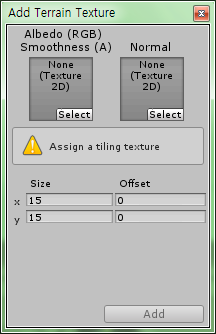 Add Terrain Texture
Albedo (RGB)
Smoothness (A) Normal
None
(Texture
2D)
Select
None
(Texture
2D)
Select
Assign a tiling texture
Size Offset
x 15 0
y 15 0
Add